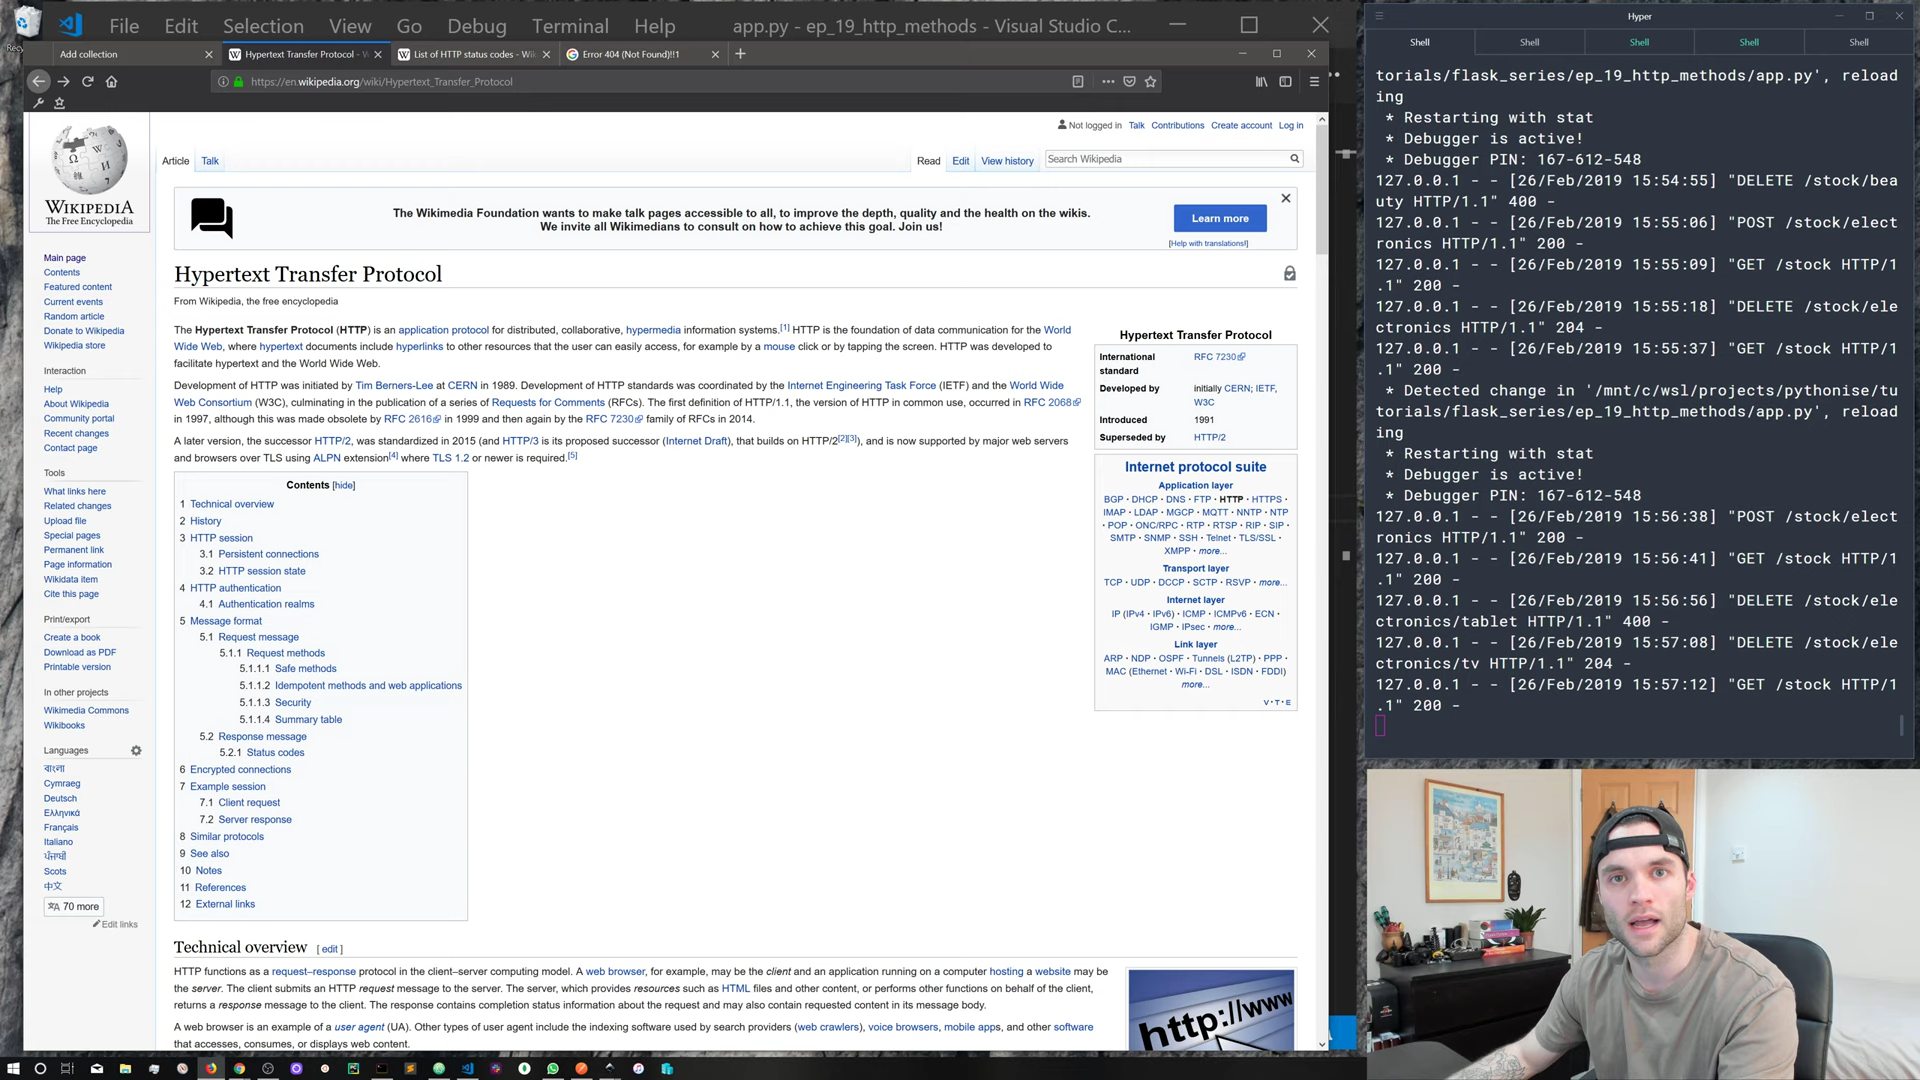 File Edit Selection View Go Debug Terminal Help app.py - ep_19_http_methods - Visual Studio C...
Add collection
Hypertext Transfer Protocol -
List of HTTP status codes - Wi
Error 404 (Not Found)!!1
https://en.wikipedia.org/wiki/Hypertext_Transfer_Protocol
WIKIPEDIA
The Free Encyclopedia
Main page
Contents
Featured content
Current events
Random article
Donate to Wikipedia
Wikipedia store
Interaction
Help
About Wikipedia
Community portal
Recent changes
Contact page
Tools
What links here
Related changes
Upload file
Special pages
Permanent link
Page information
Wikidata item
Cite this page
Print/export
Create a book
Download as PDF
Printable version
In other projects
Wikimedia Commons
Wikibooks
Languages
বাংলা
Cymraeg
Deutsch
Ελληνικά
Français
Italiano
ਪੰਜਾਬੀ
Scots
中文
70 more
Edit links
Not logged in Talk Contributions Create account Log in
Article Talk
Read Edit View history Search Wikipedia
The Wikimedia Foundation wants to make talk pages accessible to all, to improve the depth, quality and the health on the wikis.
We invite all Wikimedians to consult on how to achieve this goal. Join us!
Learn more
[Help with translations!]
Hypertext Transfer Protocol
From Wikipedia, the free encyclopedia
The Hypertext Transfer Protocol (HTTP) is an application protocol for distributed, collaborative, hypermedia information systems.[1] HTTP is the foundation of data communication for the World
Wide Web, where hypertext documents include hyperlinks to other resources that the user can easily access, for example by a mouse click or by tapping the screen. HTTP was developed to
facilitate hypertext and the World Wide Web.
Development of HTTP was initiated by Tim Berners-Lee at CERN in 1989. Development of HTTP standards was coordinated by the Internet Engineering Task Force (IETF) and the World Wide
Web Consortium (W3C), culminating in the publication of a series of Requests for Comments (RFCs). The first definition of HTTP/1.1, the version of HTTP in common use, occurred in RFC 2068
in 1997, although this was made obsolete by RFC 2616 in 1999 and then again by the RFC 7230 family of RFCs in 2014.
A later version, the successor HTTP/2, was standardized in 2015 (and HTTP/3 is its proposed successor (Internet Draft), that builds on HTTP/2[2][3]), and is now supported by major web servers
and browsers over TLS using ALPN extension[4] where TLS 1.2 or newer is required.[5]
Contents [hide]
1 Technical overview
2 History
3 HTTP session
3.1 Persistent connections
3.2 HTTP session state
4 HTTP authentication
4.1 Authentication realms
5 Message format
5.1 Request message
5.1.1 Request methods
5.1.1.1 Safe methods
5.1.1.2 Idempotent methods and web applications
5.1.1.3 Security
5.1.1.4 Summary table
5.2 Response message
5.2.1 Status codes
6 Encrypted connections
7 Example session
7.1 Client request
7.2 Server response
8 Similar protocols
9 See also
10 Notes
11 References
12 External links
Hypertext Transfer Protocol
International standard RFC 7230
Developed by initially CERN; IETF, W3C
Introduced 1991
Superseded by HTTP/2
Internet protocol suite
Application layer
BGP · DHCP · DNS · FTP · HTTP · HTTPS ·
IMAP · LDAP · MGCP · MQTT · NNTP · NTP
· POP · ONC/RPC · RTP · RTSP · RIP · SIP ·
SMTP · SNMP · SSH · Telnet · TLS/SSL ·
XMPP · more...
Transport layer
TCP · UDP · DCCP · SCTP · RSVP · more...
Internet layer
IP (IPv4 · IPv6) · ICMP · ICMPv6 · ECN ·
IGMP · IPsec · more...
Link layer
ARP · NDP · OSPF · Tunnels (L2TP) · PPP ·
MAC (Ethernet · Wi-Fi · DSL · ISDN · FDDI)
more...
V · T · E
Technical overview [ edit ]
HTTP functions as a request–response protocol in the client–server computing model. A web browser, for example, may be the client and an application running on a computer hosting a website may be
the server. The client submits an HTTP request message to the server. The server, which provides resources such as HTML files and other content, or performs other functions on behalf of the client,
returns a response message to the client. The response contains completion status information about the request and may also contain requested content in its message body.
A web browser is an example of a user agent (UA). Other types of user agent include the indexing software used by search providers (web crawlers), voice browsers, mobile apps, and other software
that accesses, consumes, or displays web content.
http://www
Hyper
Shell Shell Shell Shell Shell
torials/flask_series/ep_19_http_methods/app.py', reload
ing
* Restarting with stat
* Debugger is active!
* Debugger PIN: 167-612-548
127.0.0.1 - - [26/Feb/2019 15:54:55] "DELETE /stock/bea
uty HTTP/1.1" 400 -
127.0.0.1 - - [26/Feb/2019 15:55:06] "POST /stock/elect
ronics HTTP/1.1" 200 -
127.0.0.1 - - [26/Feb/2019 15:55:09] "GET /stock HTTP/1
.1" 200 -
127.0.0.1 - - [26/Feb/2019 15:55:18] "DELETE /stock/ele
ctronics HTTP/1.1" 204 -
127.0.0.1 - - [26/Feb/2019 15:55:37] "GET /stock HTTP/1
.1" 200 -
* Detected change in '/mnt/c/wsl/projects/pythonise/tu
torials/flask_series/ep_19_http_methods/app.py', reload
ing
* Restarting with stat
* Debugger is active!
* Debugger PIN: 167-612-548
127.0.0.1 - - [26/Feb/2019 15:56:38] "POST /stock/elect
ronics HTTP/1.1" 200 -
127.0.0.1 - - [26/Feb/2019 15:56:41] "GET /stock HTTP/1
.1" 200 -
127.0.0.1 - - [26/Feb/2019 15:56:56] "DELETE /stock/ele
ctronics/tablet HTTP/1.1" 400 -
127.0.0.1 - - [26/Feb/2019 15:57:08] "DELETE /stock/ele
ctronics/tv HTTP/1.1" 204 -
127.0.0.1 - - [26/Feb/2019 15:57:12] "GET /stock HTTP/1
.1" 200 -